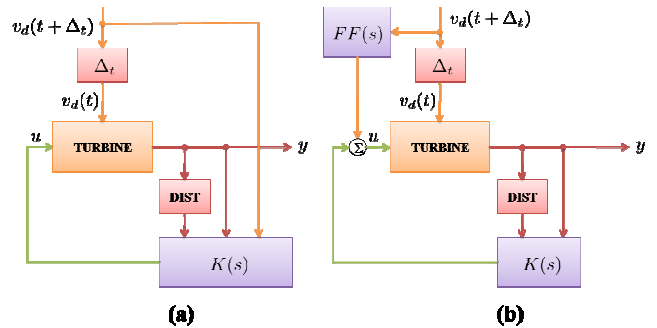 v_d(t + Δ_t)
Δ_t
v_d(t)
u
TURBINE
y
DIST
K(s)
(a)
FF(s)
v_d(t + Δ_t)
Δ_t
v_d(t)
Σ
u
TURBINE
y
DIST
K(s)
(b)